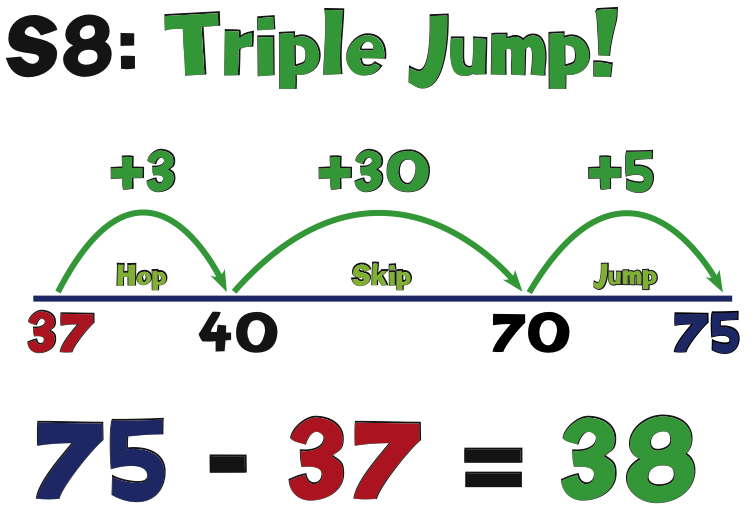 S8: Triple Jump!
+3 +30 +5
Hop Skip Jump
37 40 70 75
75 - 37 = 38